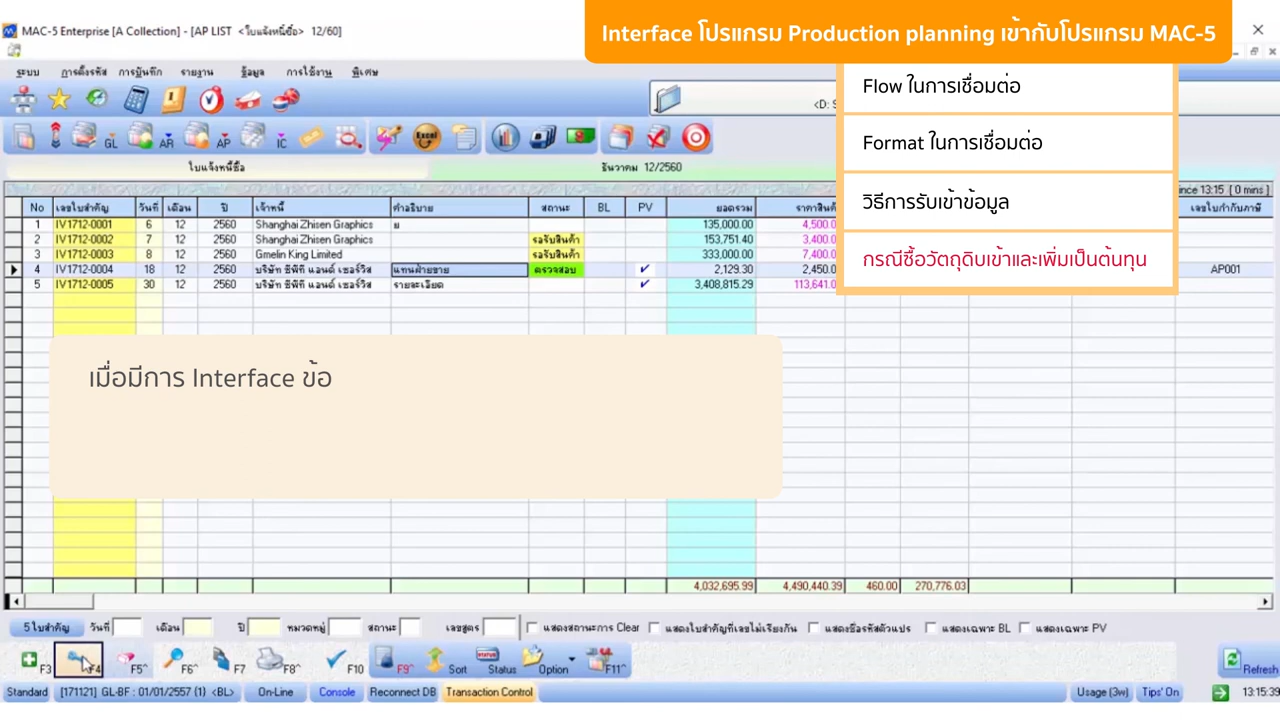 MAC-5 Enterprise [A Collection] - [AP LIST <ใบแจ้งหนี้ซื้อ> 12/60]
Interface โปรแกรม Production planning เข้ากับโปรแกรม MAC-5
ระบบ การตั้งรหัส การบันทึก รายงาน ข้อมูล การใช้งาน พิเศษ
Flow ในการเชื่อมต่อ
Format ในการเชื่อมต่อ
วิธีการรับเข้าข้อมูล
กรณีซื้อวัตถุดิบเข้าและเพิ่มเป็นต้นทุน
<D: S
GL AR AP IC Excel
ใบแจ้งหนี้ซื้อ ธันวาคม 12/2560
ince 13:15 [ 0 mins ]
No เลขใบสำคัญ วันที่ เดือน ปี เจ้าหนี้ คำอธิบาย สถานะ BL PV ยอดรวม ราคาสินค้ เลขใบกำกับภาษี
1 IV1712-0001 6 12 2560 Shanghai Zhisen Graphics ย 135,000.00 4,500.0
2 IV1712-0002 7 12 2560 Shanghai Zhisen Graphics รอรับสินค้า 153,751.40 3,400.0
3 IV1712-0003 8 12 2560 Gmelin King Limited รอรับสินค้า 333,000.00 7,400.0
4 IV1712-0004 18 12 2560 บริษัท ซีพีที แอนด์ เซอร์วิส แทนฝ่ายขาย ตรวจสอบ ✔ 2,129.30 2,450.0 AP001
5 IV1712-0005 30 12 2560 บริษัท ซีพีที แอนด์ เซอร์วิส รายละเอียด ✔ 3,408,815.29 113,641.0
เมื่อมีการ Interface ข้อ
4,032,695.99 4,490,440.39 460.00 270,776.03
5 ใบสำคัญ วันที่ เดือน ปี หมวดหมู่ สถานะ เลขสูตร แสดงสถานะการ Clear แสดงใบสำคัญที่เลขไม่เรียงกัน แสดงชื่อรหัสตัวแปร แสดงเฉพาะ BL แสดงเฉพาะ PV
F3 F4 F5^ F6^ F7 F8^ F10 F9^ Sort Status Option F11^ Refresh
Standard [171121] GL-BF : 01/01/2557 (1) <BL> On-Line Console Reconnect DB Transaction Control Usage (3w) Tips' On 13:15:39